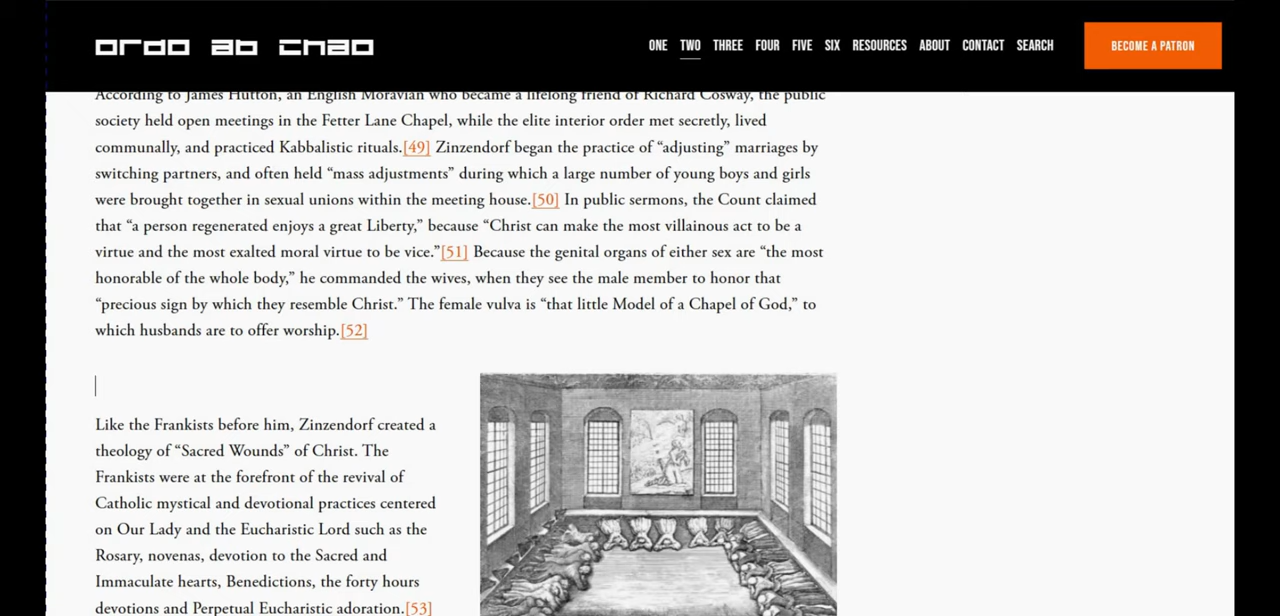 ordo ab chao
ONE TWO THREE FOUR FIVE SIX RESOURCES ABOUT CONTACT SEARCH
BECOME A PATRON
According to James Hutton, an English Moravian who became a lifelong friend of Richard Cosway, the public
society held open meetings in the Fetter Lane Chapel, while the elite interior order met secretly, lived
communally, and practiced Kabbalistic rituals.[49] Zinzendorf began the practice of “adjusting” marriages by
switching partners, and often held “mass adjustments” during which a large number of young boys and girls
were brought together in sexual unions within the meeting house.[50] In public sermons, the Count claimed
that “a person regenerated enjoys a great Liberty,” because “Christ can make the most villainous act to be a
virtue and the most exalted moral virtue to be vice.”[51] Because the genital organs of either sex are “the most
honorable of the whole body,” he commanded the wives, when they see the male member to honor that
“precious sign by which they resemble Christ.” The female vulva is “that little Model of a Chapel of God,” to
which husbands are to offer worship.[52]
Like the Frankists before him, Zinzendorf created a
theology of “Sacred Wounds” of Christ. The
Frankists were at the forefront of the revival of
Catholic mystical and devotional practices centered
on Our Lady and the Eucharistic Lord such as the
Rosary, novenas, devotion to the Sacred and
Immaculate hearts, Benedictions, the forty hours
devotions and Perpetual Eucharistic adoration.[53]